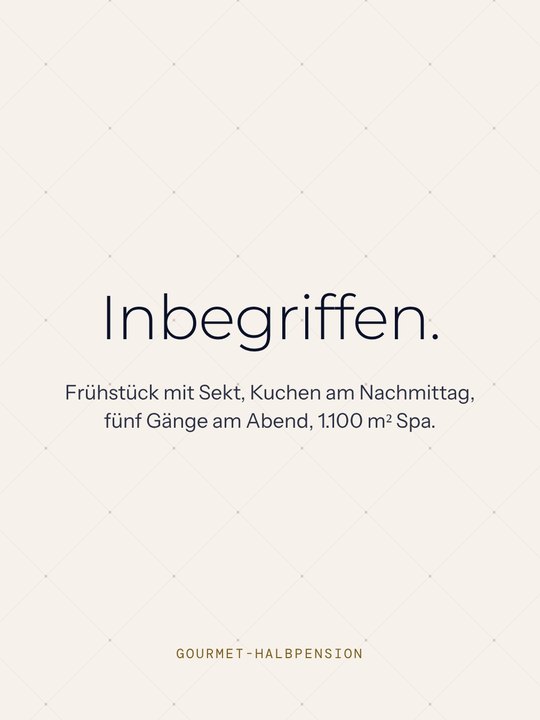 Inbegriffen.
Frühstück mit Sekt, Kuchen am Nachmittag,
fünf Gänge am Abend, 1.100 m² Spa.
GOURMET-HALBPENSION